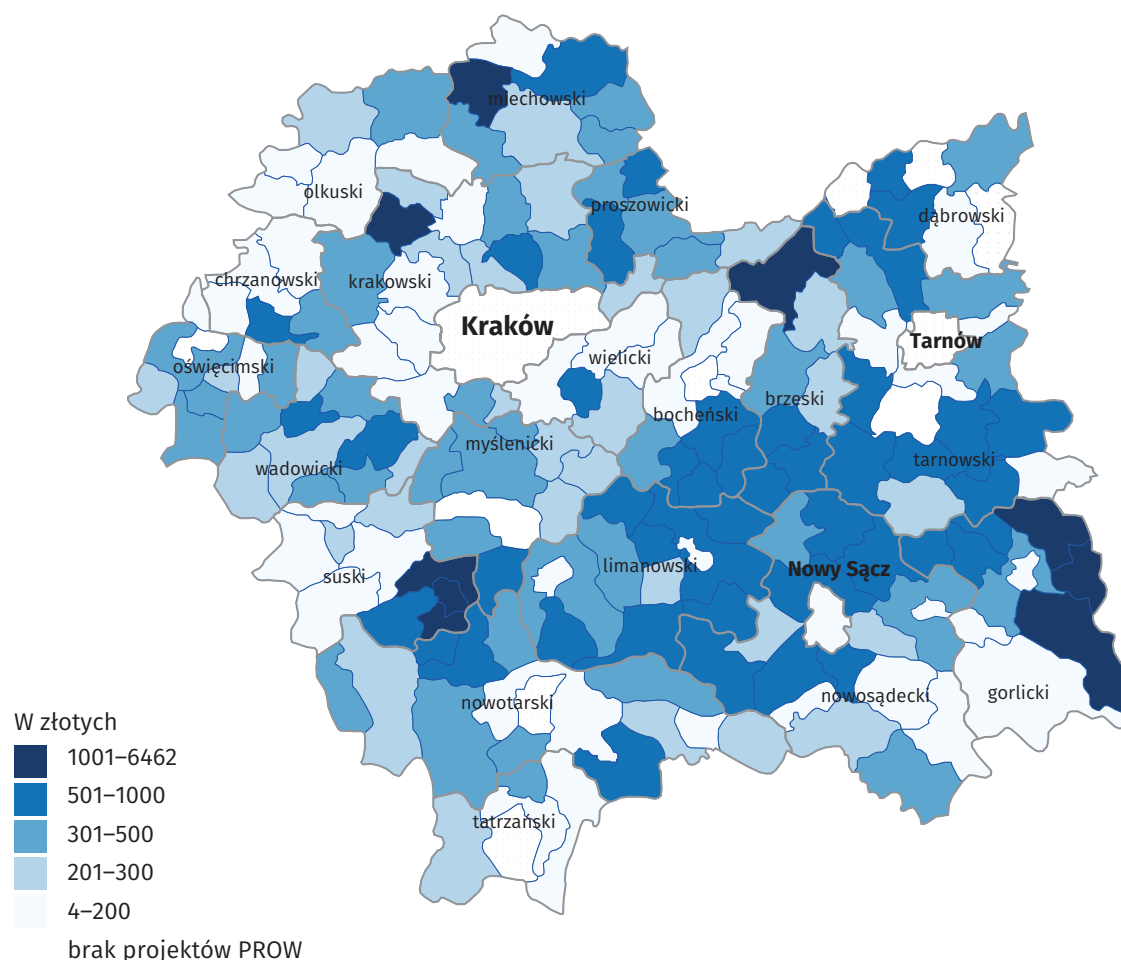 miechowski
olkuski
proszowicki
dąbrowski
chrzanowski
krakowski
Kraków
Tarnów
wielicki
oświęcimski
brzeski
bocheński
myślenicki
wadowicki
tarnowski
limanowski
Nowy Sącz
suski
nowotarski
nowosądecki
gorlicki
tatrzański
W złotych
1001–6462
501–1000
301–500
201–300
4–200
brak projektów PROW